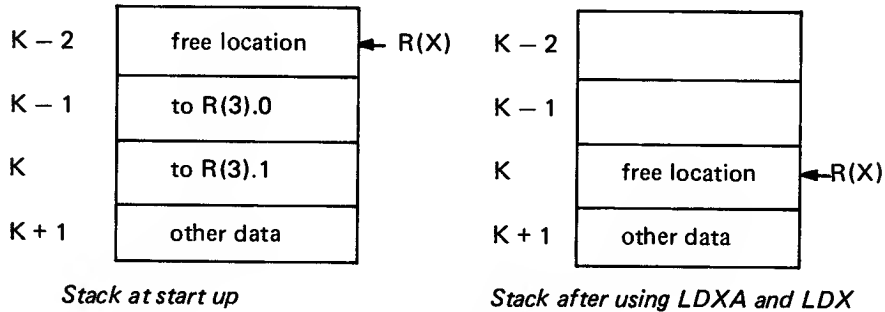 K – 2 free location R(X)
K – 1 to R(3).0
K to R(3).1
K + 1 other data
Stack at start up
K – 2
K – 1
K free location R(X)
K + 1 other data
Stack after using LDXA and LDX